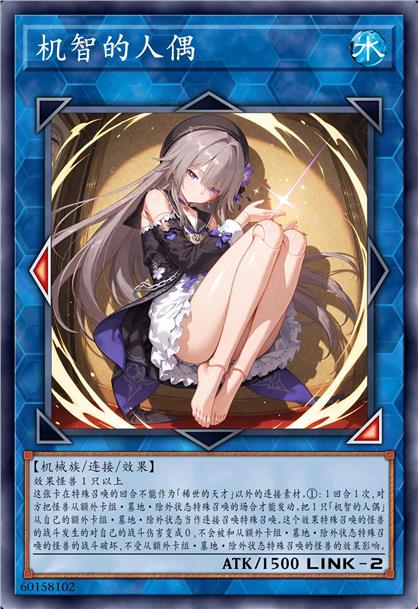 机智的人偶
水
【机械族/连接/效果】
效果怪兽1只以上
这张卡在特殊召唤的回合不能作为「稀世的天才」以外的连接素材。①：1回合1次，对
方把怪兽从额外卡组・墓地・除外状态特殊召唤的场合才能发动。把1只「机智的人偶」
从自己的额外卡组・墓地・除外状态当作连接召唤特殊召唤。这个效果特殊召唤的怪兽
的战斗发生的对自己的战斗伤害变成0，不会被和从额外卡组・墓地・除外状态特殊召
唤的怪兽的战斗破坏，不受从额外卡组・墓地・除外状态特殊召唤的怪兽的效果影响。
ATK/1500 LINK-2
60158102